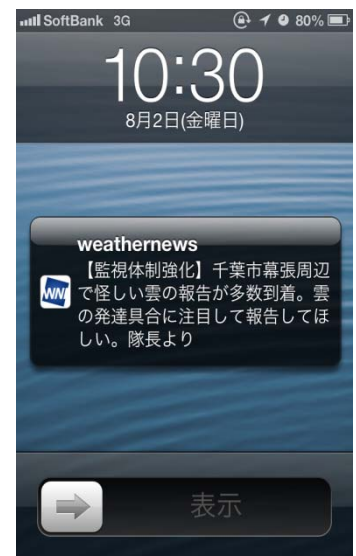 SoftBank 3G 80%
10:30
8月2日(金曜日)
weathernews
【監視体制強化】千葉市幕張周辺
WNI で怪しい雲の報告が多数到着。雲
の発達具合に注目して報告してほ
しい。隊長より
表示